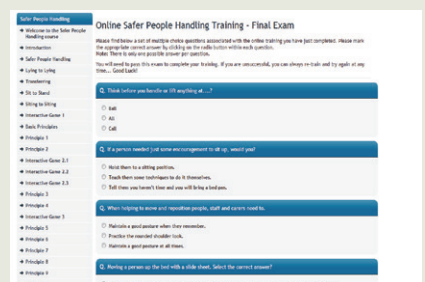 Safer People Handling
Welcome to the Safer People
Handling course
Introduction
Safer People Handling
Lying to Lying
Transferring
Sit to Stand
Sitting to Sitting
Interactive Game 1
Basic Principles
Principle 1
Principle 2
Interactive Game 2.1
Interactive Game 2.2
Interactive Game 2.3
Principle 3
Principle 4
Interactive Game 3
Principle 5
Principle 6
Principle 7
Principle 8
Principle 9
Online Safer People Handling Training - Final Exam
Please find below a set of multiple choice questions associated with the online training you have just completed. Please mark
the appropriate correct answer by clicking on the radio button within each question.
Note: There is only one possible answer per question.
You will need to pass this exam to complete your training. If you are unsuccessful, you can always re-train and try again at any
time... Good Luck!
Q. Think before you handle or lift anything at....?
All
Call
Q. If a person needed just some encouragement to sit up, would you?
Hoist them to a sitting position.
Teach them some techniques to do it themselves.
Tell them you haven't time and you will bring a bed pan.
Q. When helping to move and reposition people, staff and carers need to.
Maintain a good posture when they remember.
Practice the rounded shoulder look.
Maintain a good posture at all times.
Q. Moving a person up the bed with a slide sheet. Select the correct answer?